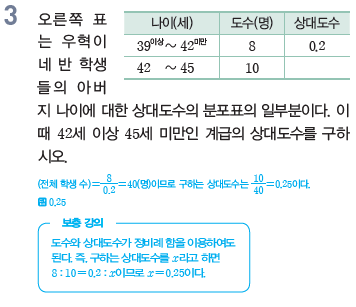 3 오른쪽 표
는 우혁이
네 반 학생
들의 아버
나이(세) 도수(명) 상대도수
39이상 ~ 42미만 8 0.2
42 ~ 45 10
지 나이에 대한 상대도수의 분포표의 일부분이다. 이
때 42세 이상 45세 미만인 계급의 상대도수를 구하
시오.
(전체 학생 수)=8/0.2=40(명)이므로 구하는 상대도수는 10/40=0.25이다.
답 0.25
보충 강의
도수와 상대도수가 정비례 함을 이용하여도
된다. 즉, 구하는 상대도수를 x라고 하면
8 : 10=0.2 : x이므로 x=0.25이다.